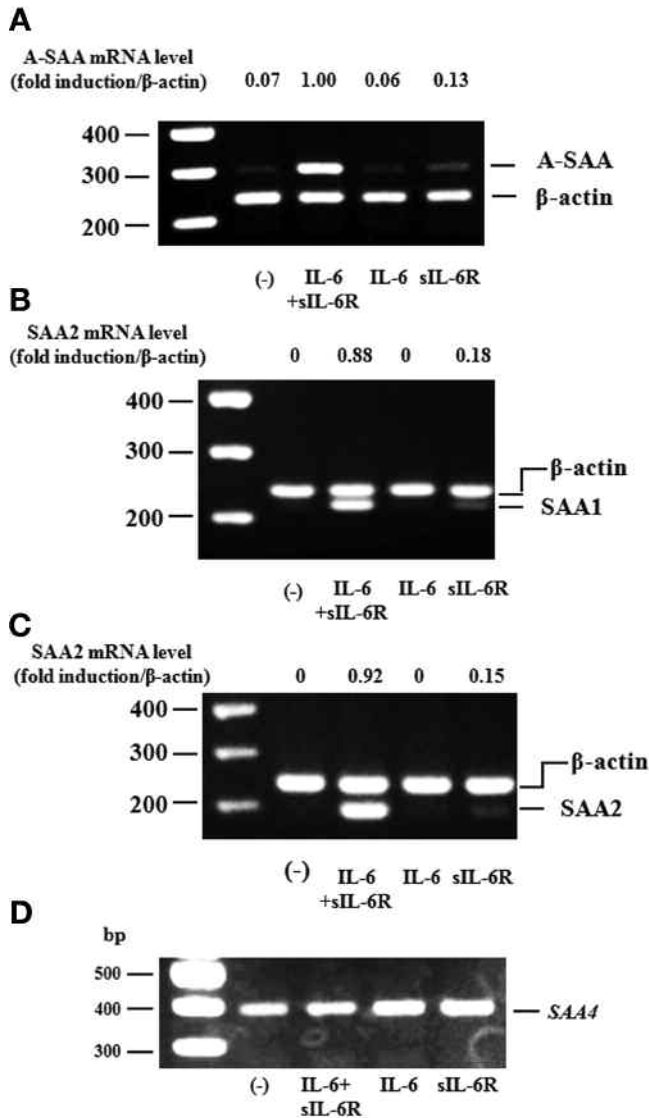 A
A-SAA mRNA level
(fold induction/β-actin) 0.07 1.00 0.06 0.13
400
300
200
A-SAA
β-actin
(-) IL-6 IL-6 sIL-6R
+sIL-6R
B
SAA2 mRNA level
(fold induction/β-actin) 0 0.88 0 0.18
400
300
200
β-actin
SAA1
(-) IL-6 IL-6 sIL-6R
+sIL-6R
C
SAA2 mRNA level
(fold induction/β-actin) 0 0.92 0 0.15
400
300
200
β-actin
SAA2
(-) IL-6 IL-6 sIL-6R
+sIL-6R
D
bp
500
400
300
SAA4
(-) IL-6+ IL-6 sIL-6R
sIL-6R